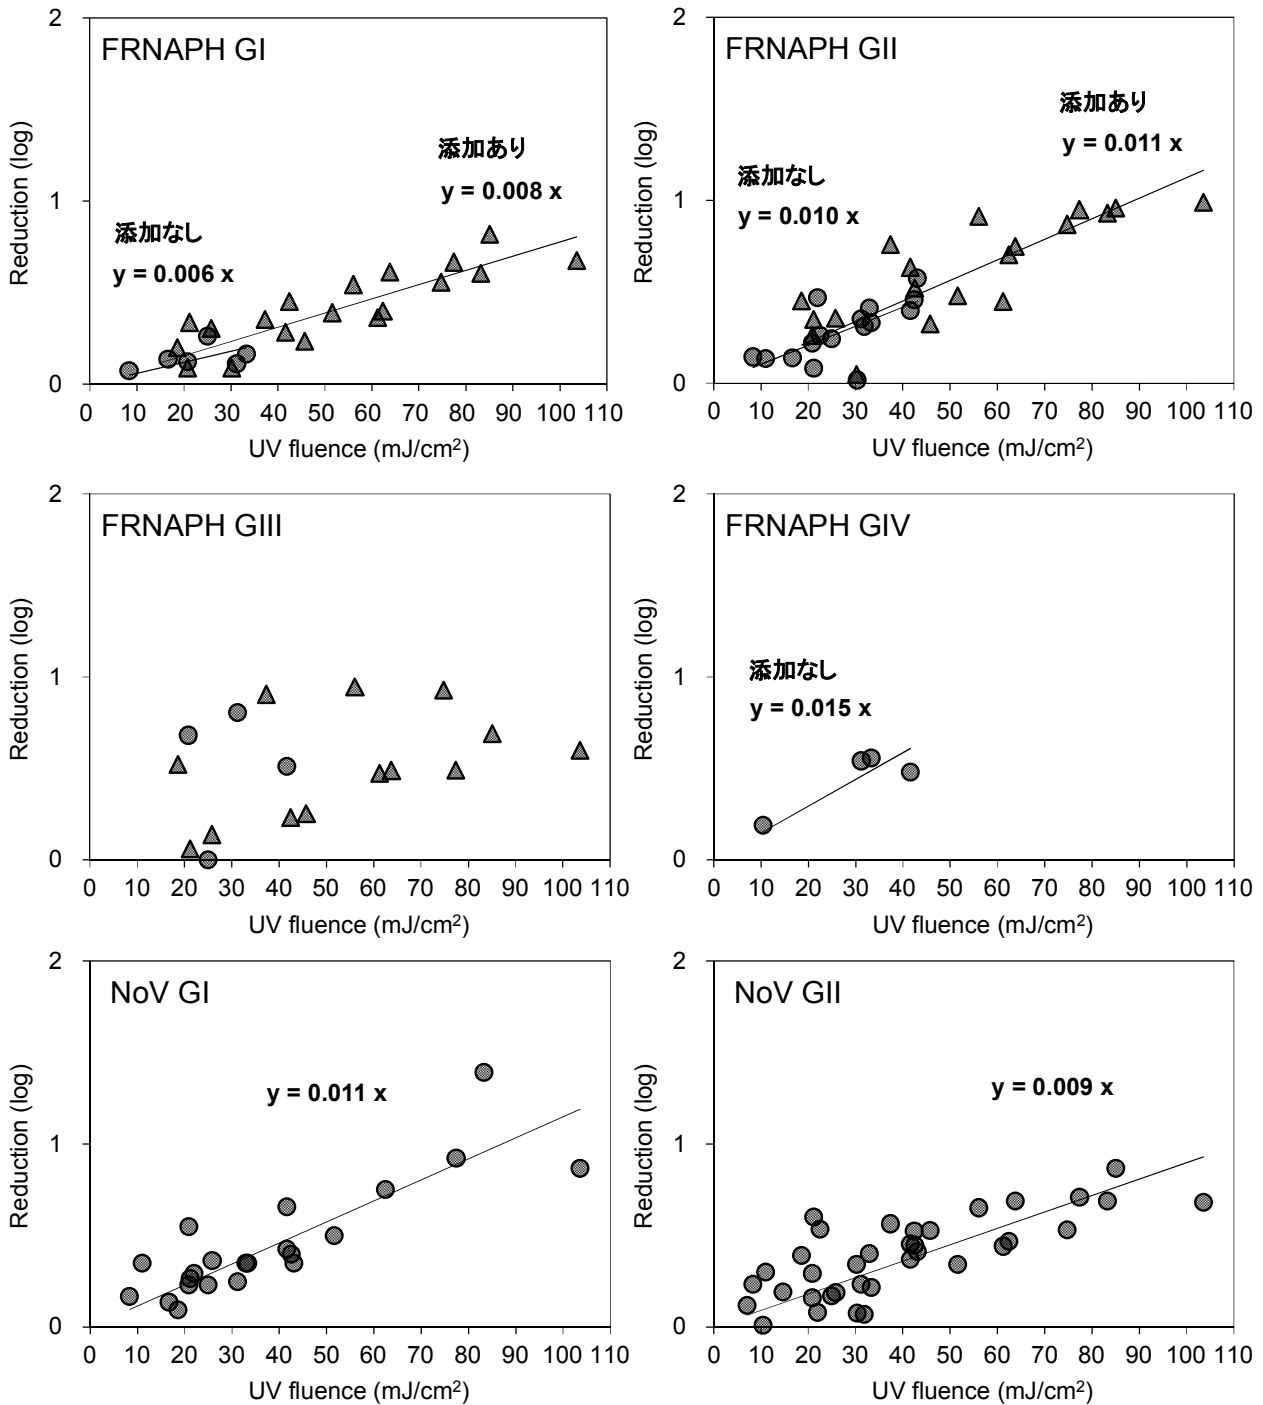 FRNAPH GI
添加あり
y = 0.008 x
添加なし
y = 0.006 x
Reduction (log)
2
1
0
0 10 20 30 40 50 60 70 80 90 100 110
UV fluence (mJ/cm²)
FRNAPH GII
添加あり
y = 0.011 x
添加なし
y = 0.010 x
Reduction (log)
2
1
0
0 10 20 30 40 50 60 70 80 90 100 110
UV fluence (mJ/cm²)
FRNAPH GIII
Reduction (log)
2
1
0
0 10 20 30 40 50 60 70 80 90 100 110
UV fluence (mJ/cm²)
FRNAPH GIV
添加なし
y = 0.015 x
Reduction (log)
2
1
0
0 10 20 30 40 50 60 70 80 90 100 110
UV fluence (mJ/cm²)
NoV GI
y = 0.011 x
Reduction (log)
2
1
0
0 10 20 30 40 50 60 70 80 90 100 110
UV fluence (mJ/cm²)
NoV GII
y = 0.009 x
Reduction (log)
2
1
0
0 10 20 30 40 50 60 70 80 90 100 110
UV fluence (mJ/cm²)